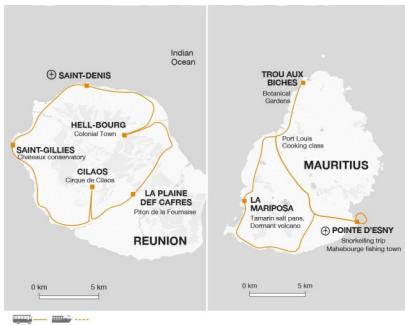 Indian
Ocean
SAINT-DENIS
HELL-BOURG
Colonial Town
SAINT-GILLIES
Chateaux conservatory
CILAOS
Cirque de Cilaos
LA PLAINE
DEF CAFRES
Piton de la Fournaise
REUNION
0 km
5 km
TROU AUX
BICHES
Botanical
Gardens
Port Louis
Cooking class
MAURITIUS
LA
MARIPOSA
Tamarin salt pans,
Dormant volcano
POINTE D'ESNY
Snorkelling trip
Mahebourge fishing town
0 km
5 km